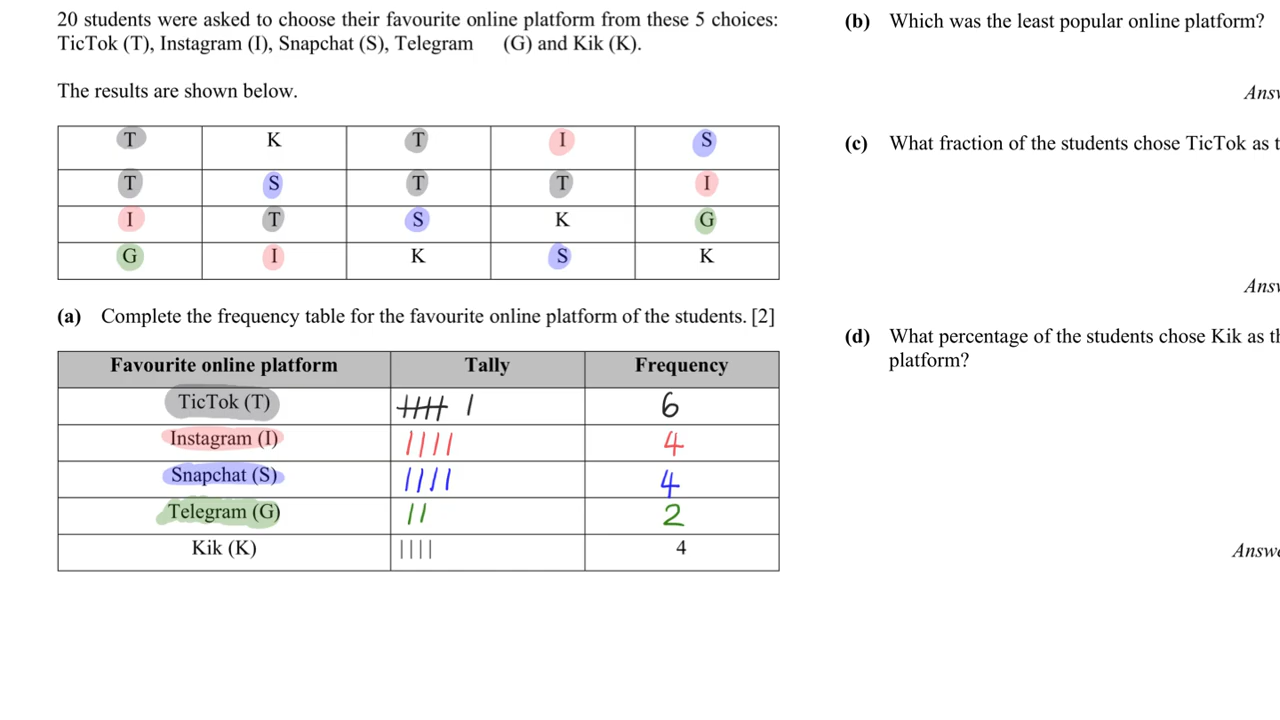 20 students were asked to choose their favourite online platform from these 5 choices:
TicTok (T), Instagram (I), Snapchat (S), Telegram (G) and Kik (K).
The results are shown below.
T K T I S
T S T T I
I T S K G
G I K S K
(a) Complete the frequency table for the favourite online platform of the students. [2]
Favourite online platform Tally Frequency
TicTok (T) 𝍸 | 6
Instagram (I) |||| 4
Snapchat (S) |||| 4
Telegram (G) || 2
Kik (K) |||| 4
(b) Which was the least popular online platform?
Answ
(c) What fraction of the students chose TicTok as t
Answ
(d) What percentage of the students chose Kik as th
platform?
Answe